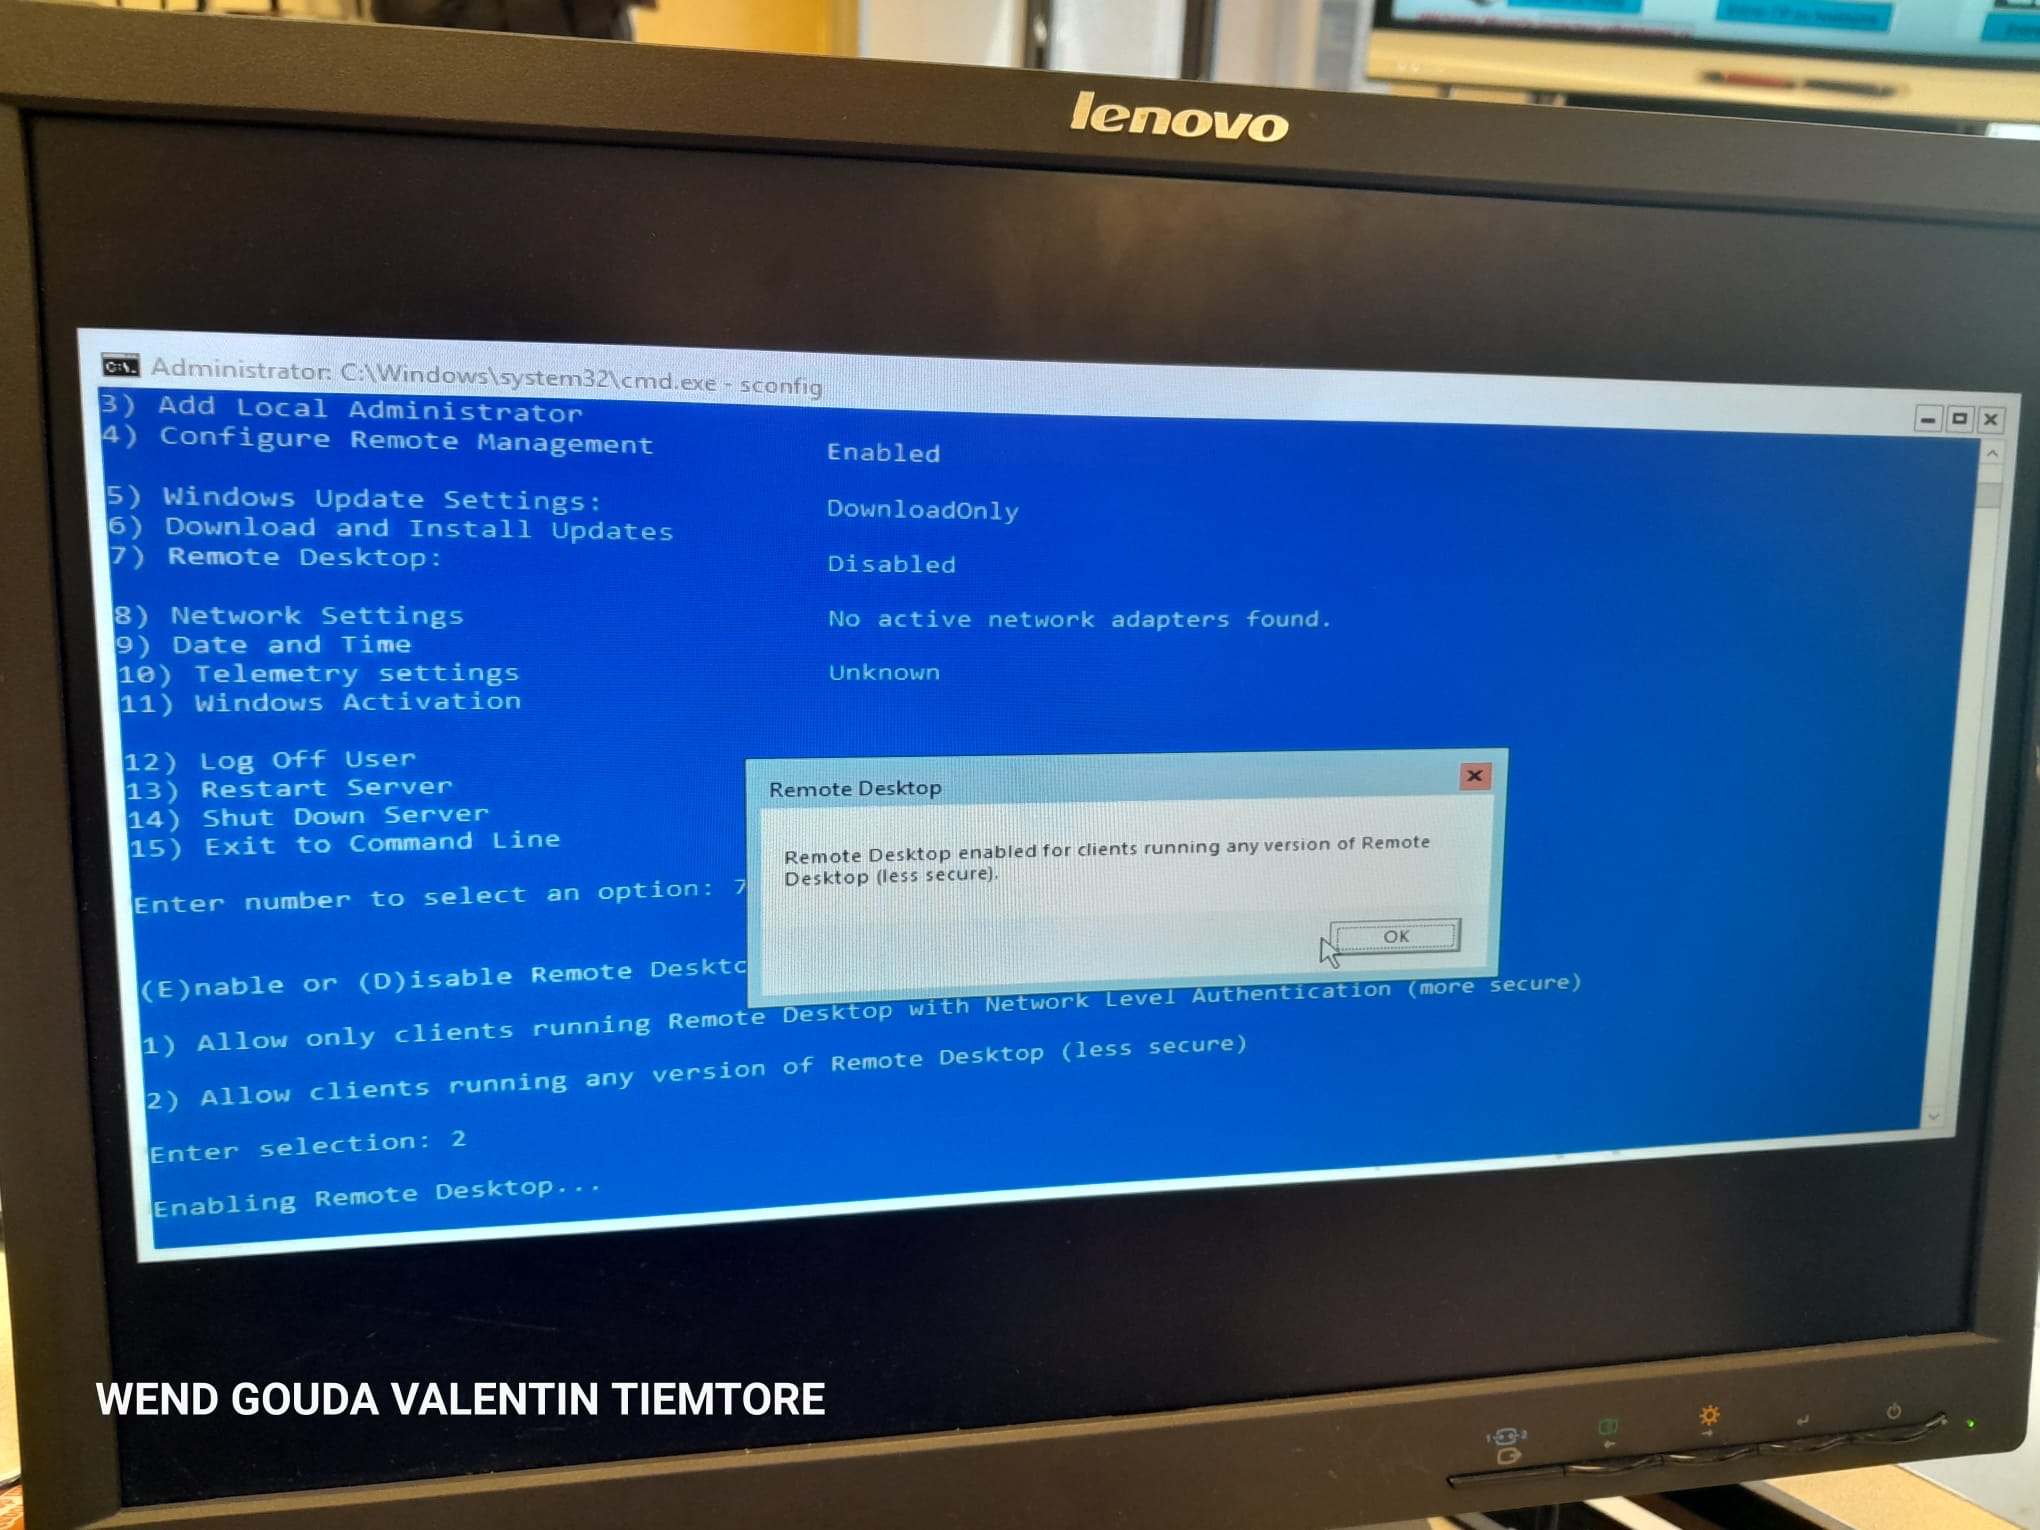 lenovo
Administrator: C:\Windows\system32\cmd.exe - sconfig
3) Add Local Administrator
4) Configure Remote Management Enabled
5) Windows Update Settings: DownloadOnly
6) Download and Install Updates
7) Remote Desktop: Disabled
8) Network Settings No active network adapters found.
9) Date and Time
10) Telemetry settings Unknown
11) Windows Activation
12) Log Off User
13) Restart Server
14) Shut Down Server
15) Exit to Command Line
Enter number to select an option: 7
Remote Desktop
Remote Desktop enabled for clients running any version of Remote
Desktop (less secure).
OK
(E)nable or (D)isable Remote Deskto
1) Allow only clients running Remote Desktop with Network Level Authentication (more secure)
2) Allow clients running any version of Remote Desktop (less secure)
Enter selection: 2
Enabling Remote Desktop...
WEND GOUDA VALENTIN TIEMTORE